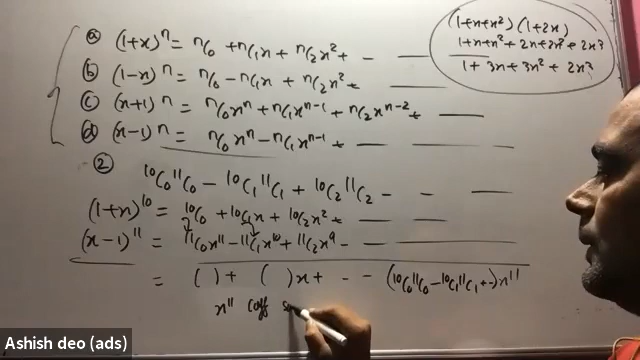 (a) (1+x)^n = ⁿC₀ + ⁿC₁x + ⁿC₂x² + - —
(b) (1-x)^n = ⁿC₀ - ⁿC₁x + ⁿC₂x² + — —
(c) (x+1)^n = ⁿC₀xⁿ + ⁿC₁xⁿ⁻¹ + ⁿC₂xⁿ⁻² + —
(d) (x-1)^n = ⁿC₀xⁿ - ⁿC₁xⁿ⁻¹ + — —
(1+x+x²)(1+2x)
1+x+x²+2x+2x²+2x³
1+3x+3x²+2x³
(2)
¹⁰C₀ ¹¹C₀ - ¹⁰C₁ ¹¹C₁ + ¹⁰C₂ ¹¹C₂ - - —
(1+x)¹⁰ = ¹⁰C₀ + ¹⁰C₁x + ¹⁰C₂x² + — —
(x-1)¹¹ = ¹¹C₀x¹¹ - ¹¹C₁x¹⁰ + ¹¹C₂x⁹ - — —
= ( ) + ( )x + - - (¹⁰C₀ ¹¹C₀ - ¹⁰C₁ ¹¹C₁ + -)x¹¹
x¹¹ coff
Ashish deo (ads)